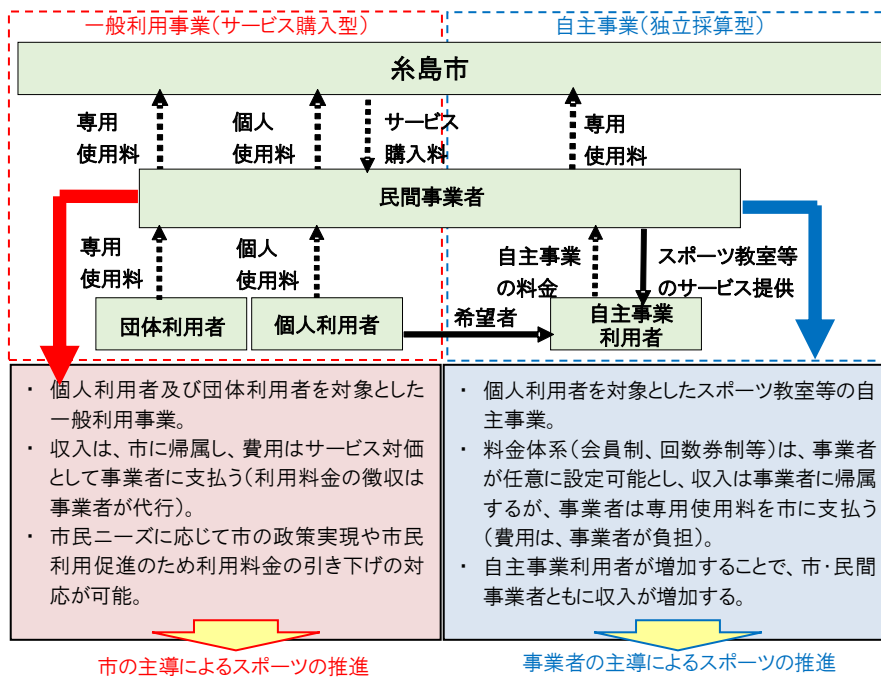 一般利用事業(サービス購入型)
自主事業(独立採算型)
糸島市
専用
使用料
個人
使用料
サービス
購入料
専用
使用料
民間事業者
専用
使用料
個人
使用料
自主事業
の料金
スポーツ教室等
のサービス提供
団体利用者
個人利用者
希望者
自主事業
利用者
・ 個人利用者及び団体利用者を対象とした
一般利用事業。
・ 収入は、市に帰属し、費用はサービス対価
として事業者に支払う(利用料金の徴収は
事業者が代行)。
・ 市民ニーズに応じて市の政策実現や市民
利用促進のため利用料金の引き下げの対
応が可能。
・ 個人利用者を対象としたスポーツ教室等の自
主事業。
・ 料金体系(会員制、回数券制等)は、事業者
が任意に設定可能とし、収入は事業者に帰属
するが、事業者は専用使用料を市に支払う
(費用は、事業者が負担)。
・ 自主事業利用者が増加することで、市・民間
事業者ともに収入が増加する。
市の主導によるスポーツの推進
事業者の主導によるスポーツの推進